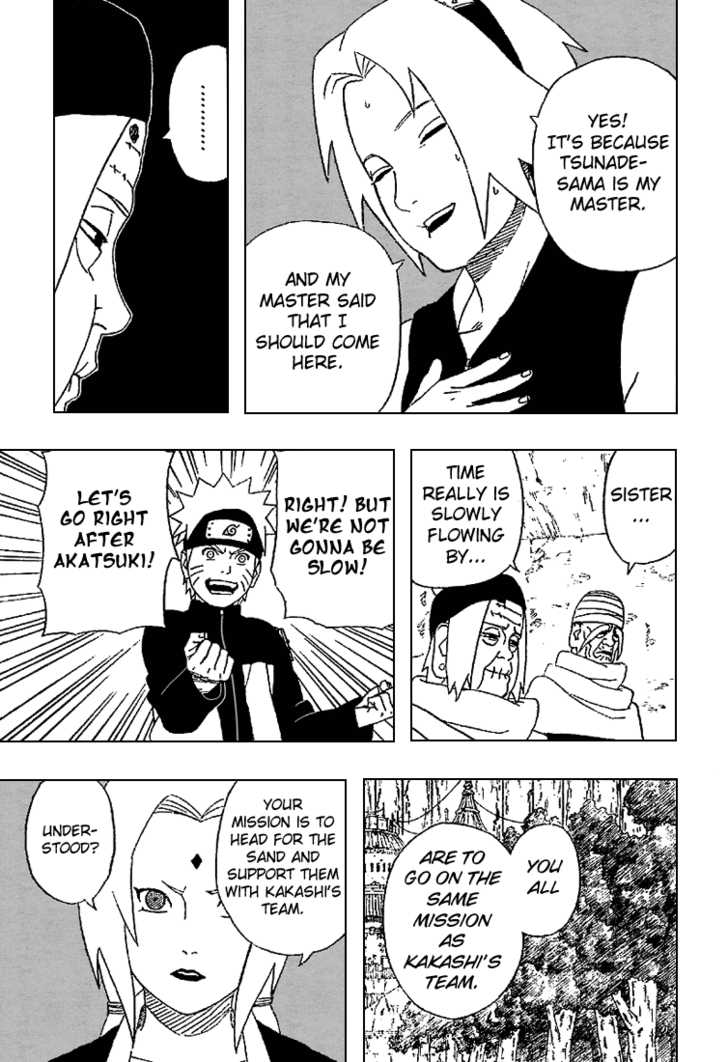 YES!
IT'S BECAUSE
TSUNADE-
SAMA IS MY
MASTER.
AND MY
MASTER SAID
THAT I
SHOULD COME
HERE.
.........
SISTER
...
TIME
REALLY IS
SLOWLY
FLOWING
BY...
RIGHT! BUT
WE'RE NOT
GONNA BE
SLOW!
LET'S
GO RIGHT
AFTER
AKATSUKI!
YOU
ALL
ARE TO
GO ON THE
SAME
MISSION
AS
KAKASHI'S
TEAM.
YOUR
MISSION IS TO
HEAD FOR THE
SAND AND
SUPPORT THEM
WITH KAKASHI'S
TEAM.
UNDER-
STOOD?